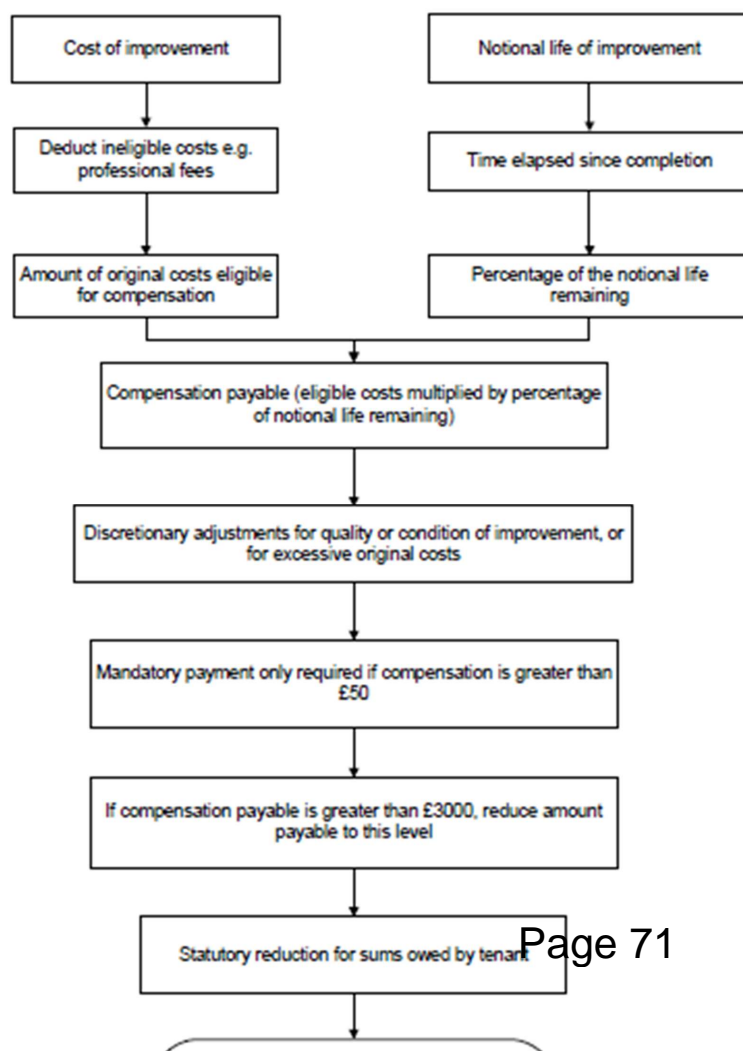 Cost of improvement
Notional life of improvement
Deduct ineligible costs e.g.
professional fees
Time elapsed since completion
Amount of original costs eligible
for compensation
Percentage of the notional life
remaining
Compensation payable (eligible costs multiplied by percentage
of notional life remaining)
Discretionary adjustments for quality or condition of improvement, or
for excessive original costs
Mandatory payment only required if compensation is greater than
£50
If compensation payable is greater than £3000, reduce amount
payable to this level
Statutory reduction for sums owed by tenant
Page 71